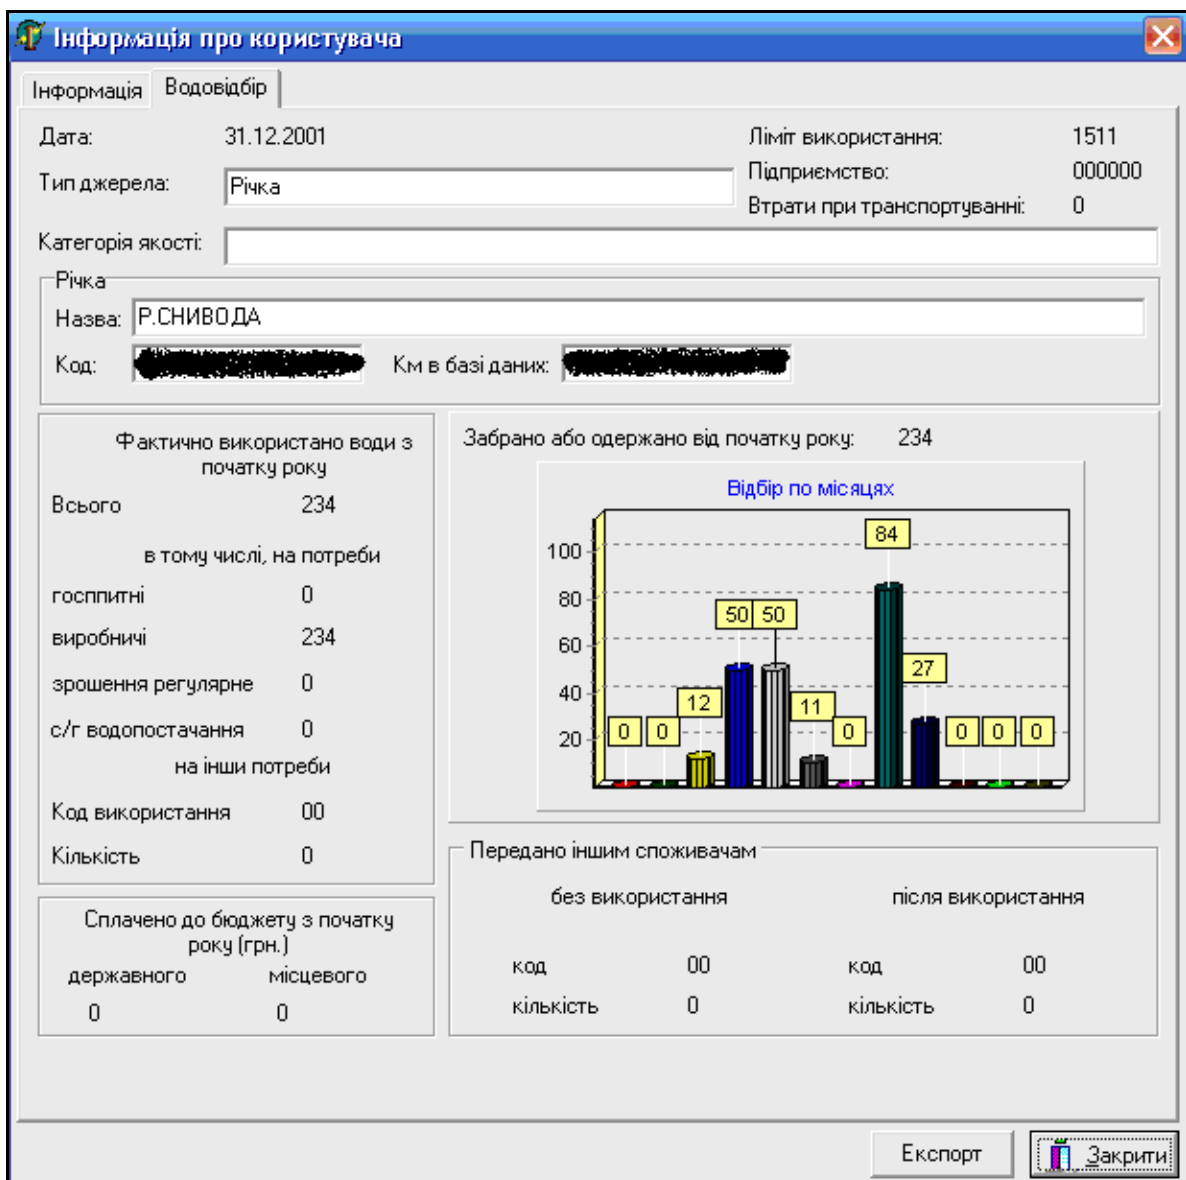 Інформація про користувача
Інформація
Водовідбір
Дата: 31.12.2001
Ліміт використання: 1511
Тип джерела: Річка
Підприємство: 000000
Втрати при транспортуванні: 0
Категорія якості:
Річка
Назва: Р.СНИВОДА
Код:
Км в базі даних:
Фактично використано води з
початку року
Всього 234
в тому числі, на потреби
госппитні 0
виробничі 234
зрошення регулярне 0
с/г водопостачання 0
на інши потреби
Код використання 00
Кількість 0
Сплачено до бюджету з початку
року (грн.)
державного місцевого
0 0
Забрано або одержано від початку року: 234
Відбір по місяцях
100
80
60
40
20
0 0 12 50 50 11 0 84 27 0 0 0
Передано іншим споживачам
без використання після використання
код 00 код 00
кількість 0 кількість 0
Експорт
Закрити